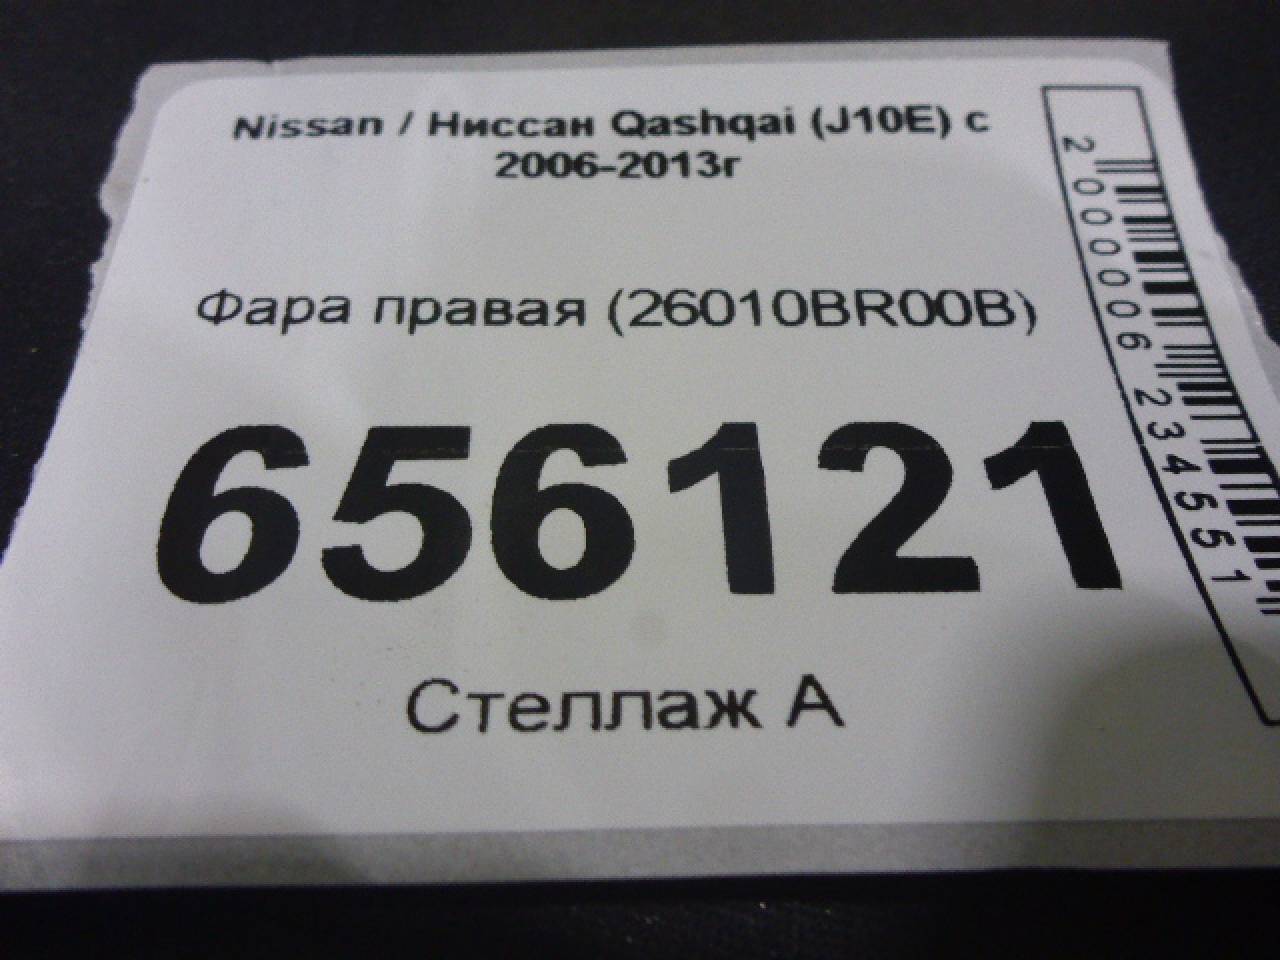 Nissan / Ниссан Qashqai (J10E) с
2006-2013г
Фара правая (26010BR00B)
656121
Стеллаж А
2000006234551